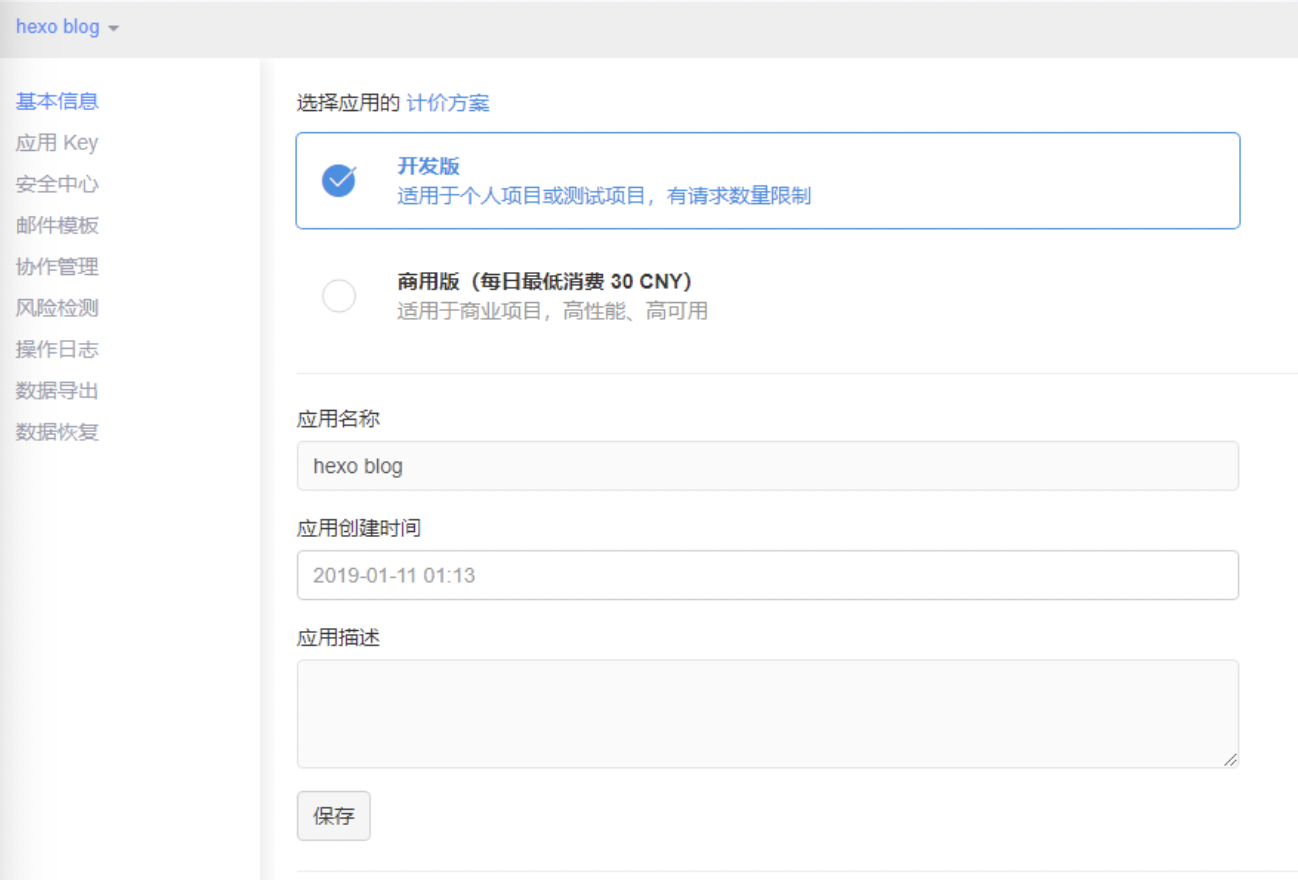 hexo blog
基本信息
应用 Key
安全中心
邮件模板
协作管理
风险检测
操作日志
数据导出
数据恢复
选择应用的 计价方案
开发版
适用于个人项目或测试项目，有请求数量限制
商用版（每日最低消费 30 CNY）
适用于商业项目，高性能、高可用
应用名称
hexo blog
应用创建时间
2019-01-11 01:13
应用描述
保存